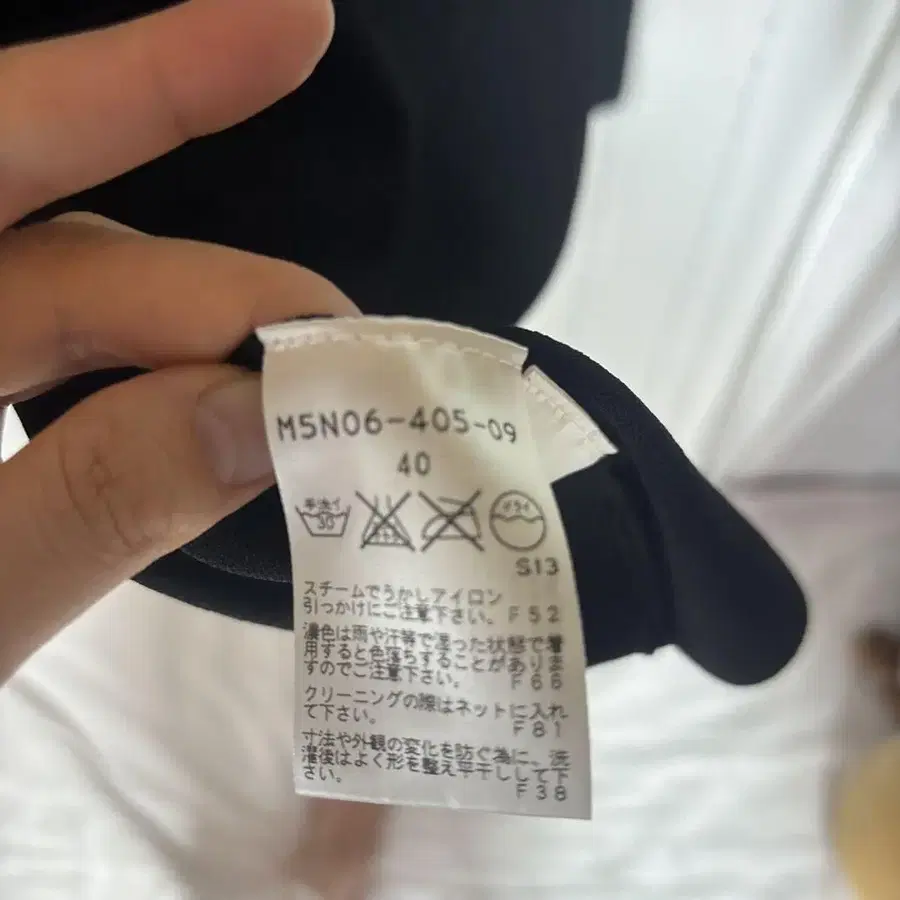 M5N06-405-09
40
手洗イ
30
ドライ
S13
スチームでうかしアイロン
引っかけにご注意下さい。F52
濃色は雨や汗等で湿った状態で着
用すると色落ちすることがありま
すのでご注意下さい。 F66
クリーニングの際はネットに入れ
て下さい。 F81
寸法や外観の変化を防ぐ為に、洗
濯後はよく形を整え平干しして下
さい。 F38